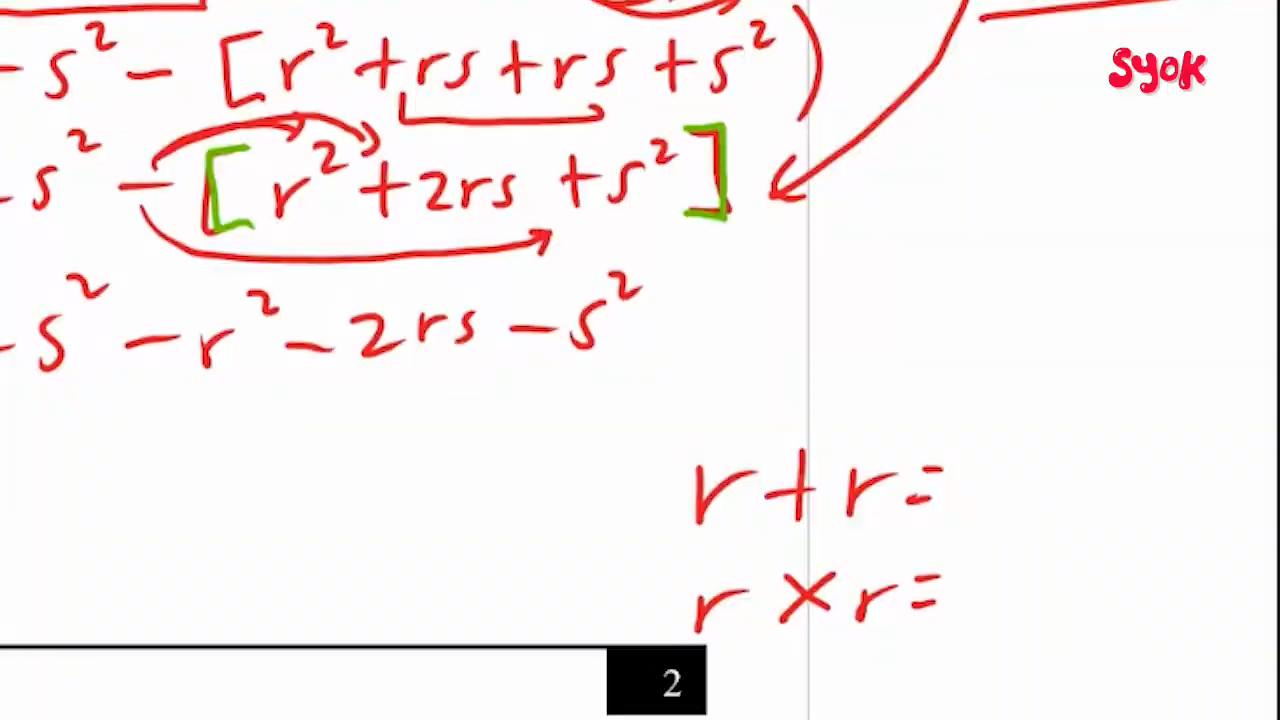 - s² - [r² + rs + rs + s²)
Syok
- s² - [r² + 2rs + s²]
- s² - r² - 2rs - s²
r + r =
r × r =
2